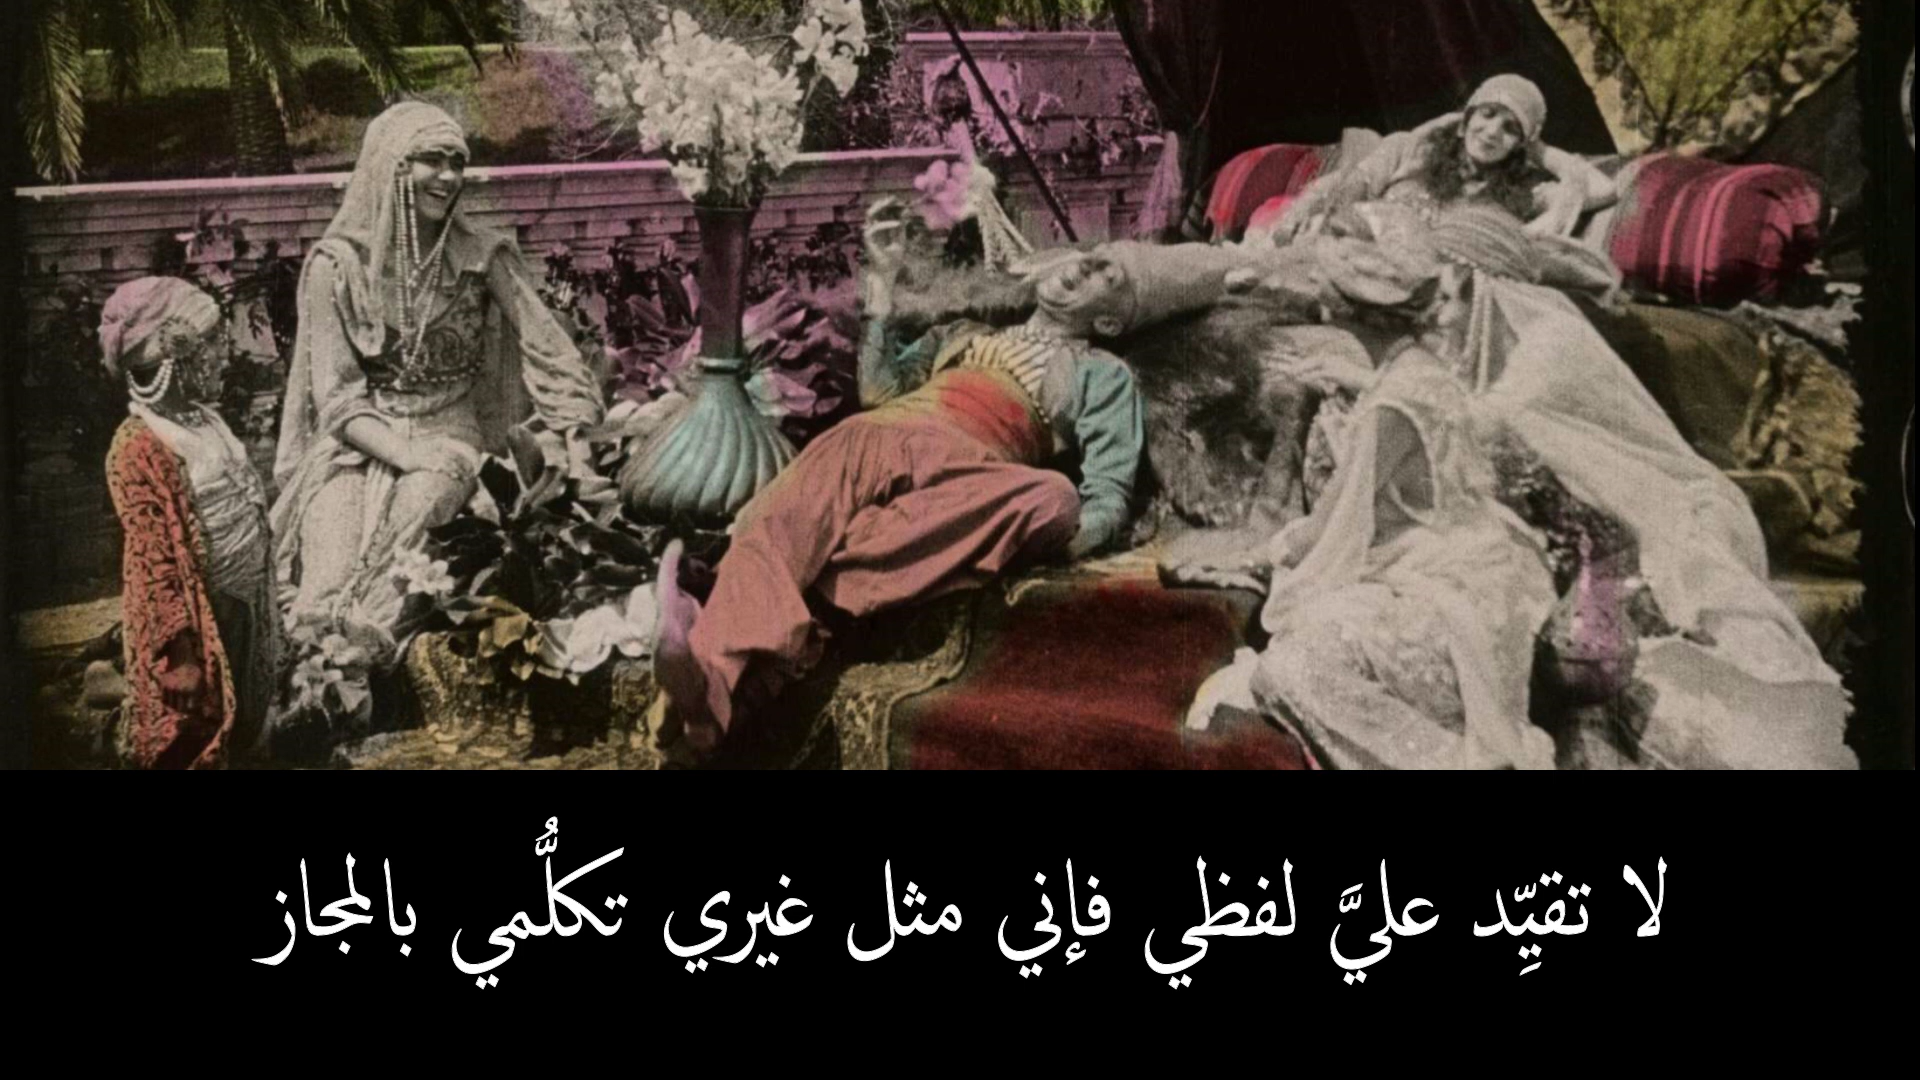 لا تقيِّد عليَّ لفظي فإني مثل غيري تكلُّمي بالمجاز